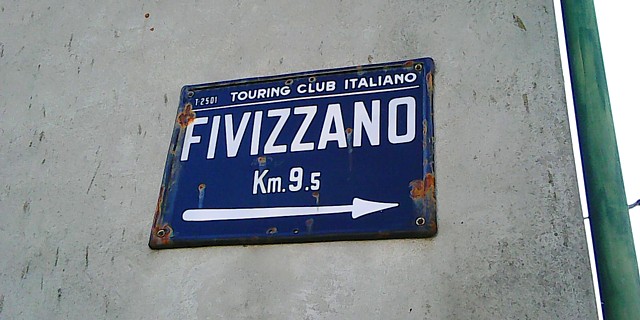 T2501 TOURING CLUB ITALIANO
FIVIZZANO
Km. 9.5